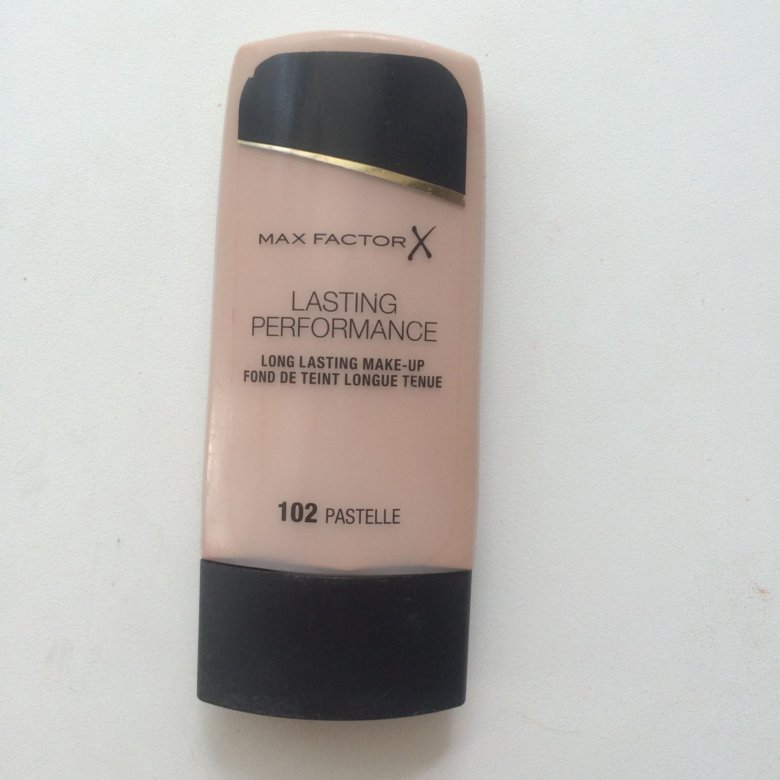 MAX FACTOR X
LASTING
PERFORMANCE
LONG LASTING MAKE-UP
FOND DE TEINT LONGUE TENUE
102 PASTELLE